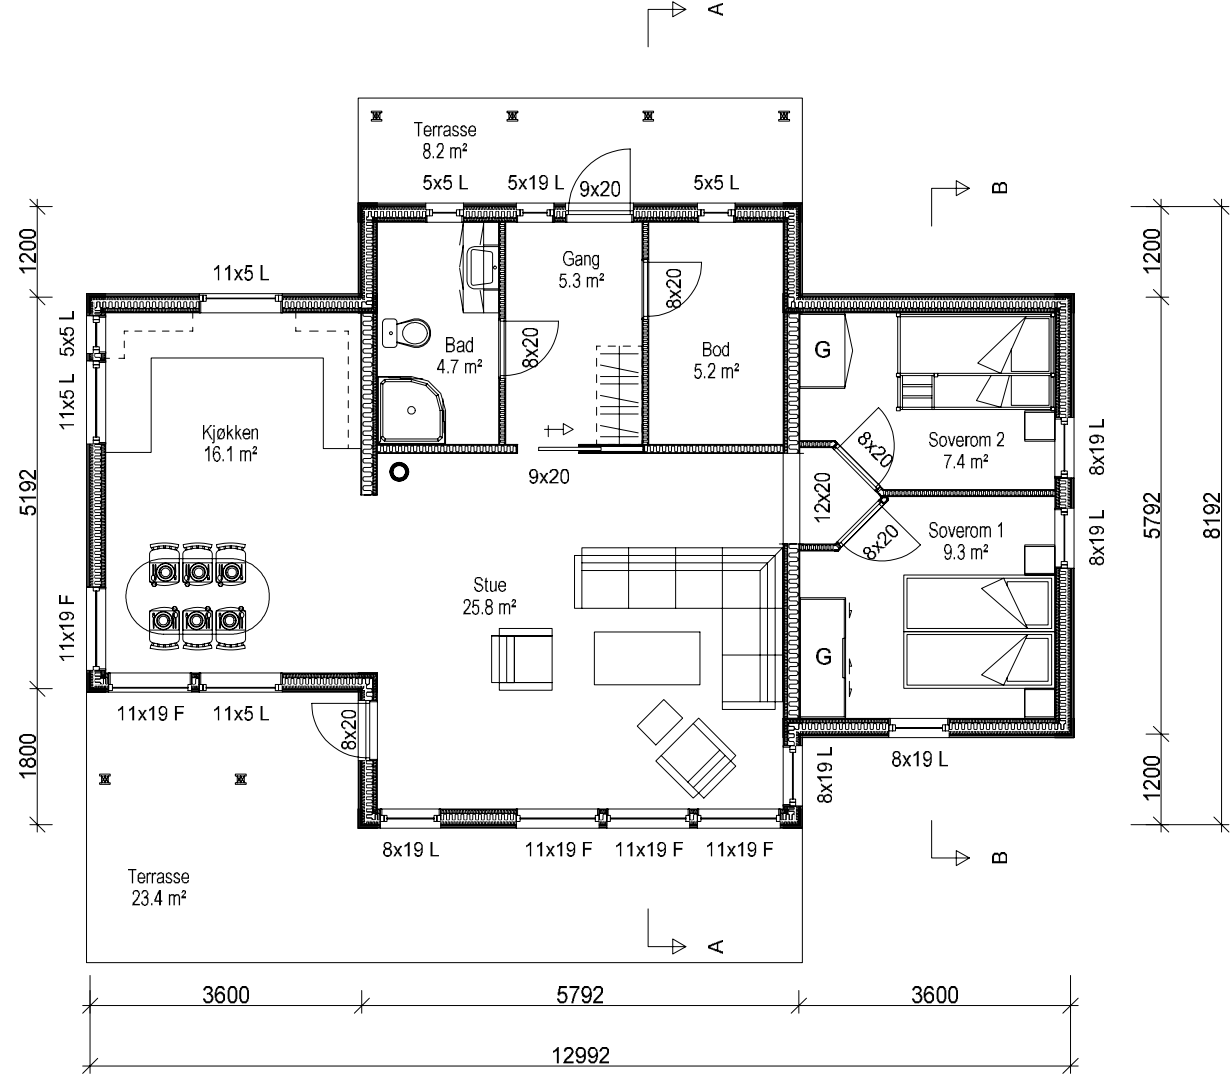 A
B
Terrasse
8.2 m²
5x5 L
5x19 L
9x20
5x5 L
1200
11x5 L
Gang
5.3 m²
8x20
1200
5x5 L
11x5 L
Bad
4.7 m²
8x20
Bod
5.2 m²
G
Kjøkken
16.1 m²
8x20
Soverom 2
7.4 m²
8x19 L
9x20
12x20
5192
5792
8192
8x20
Soverom 1
9.3 m²
8x19 L
Stue
25.8 m²
11x19 F
G
11x19 F
11x5 L
8x20
8x19 L
8x19 L
1800
1200
8x19 L
11x19 F
11x19 F
11x19 F
B
Terrasse
23.4 m²
A
3600
5792
3600
12992